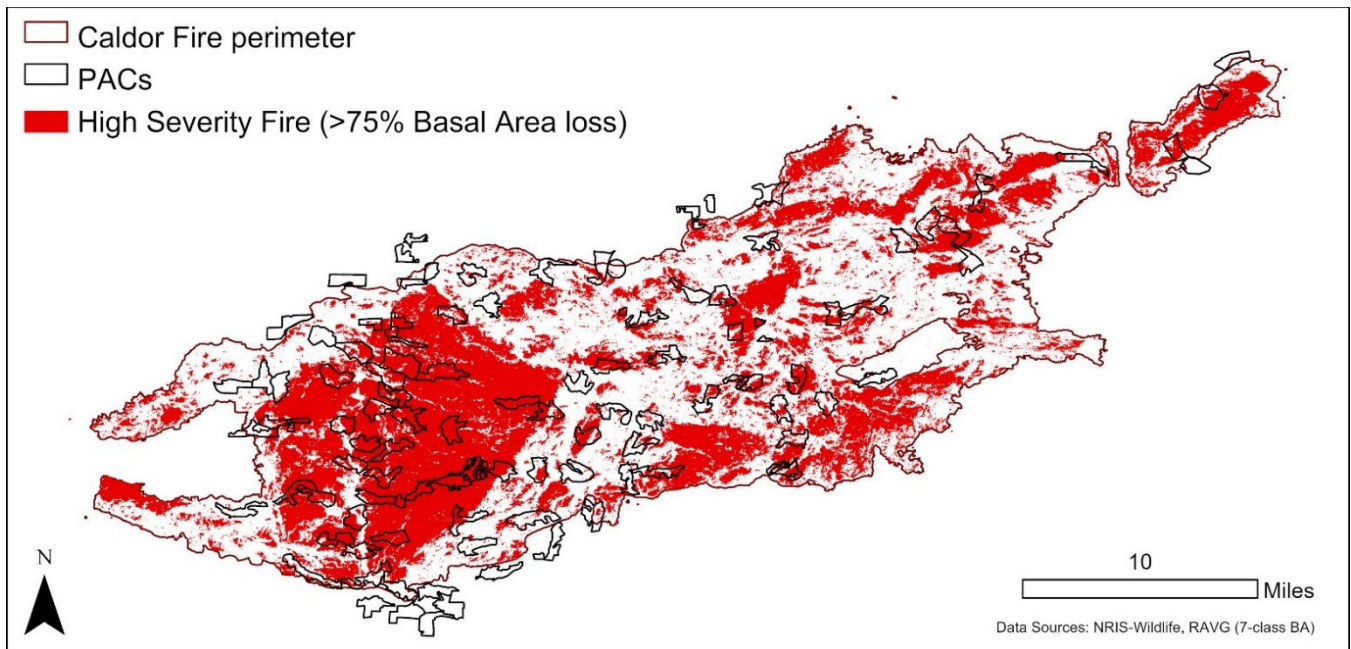 Caldor Fire perimeter
PACs
High Severity Fire (>75% Basal Area loss)
N
10
Miles
Data Sources: NRIS-Wildlife, RAVG (7-class BA)